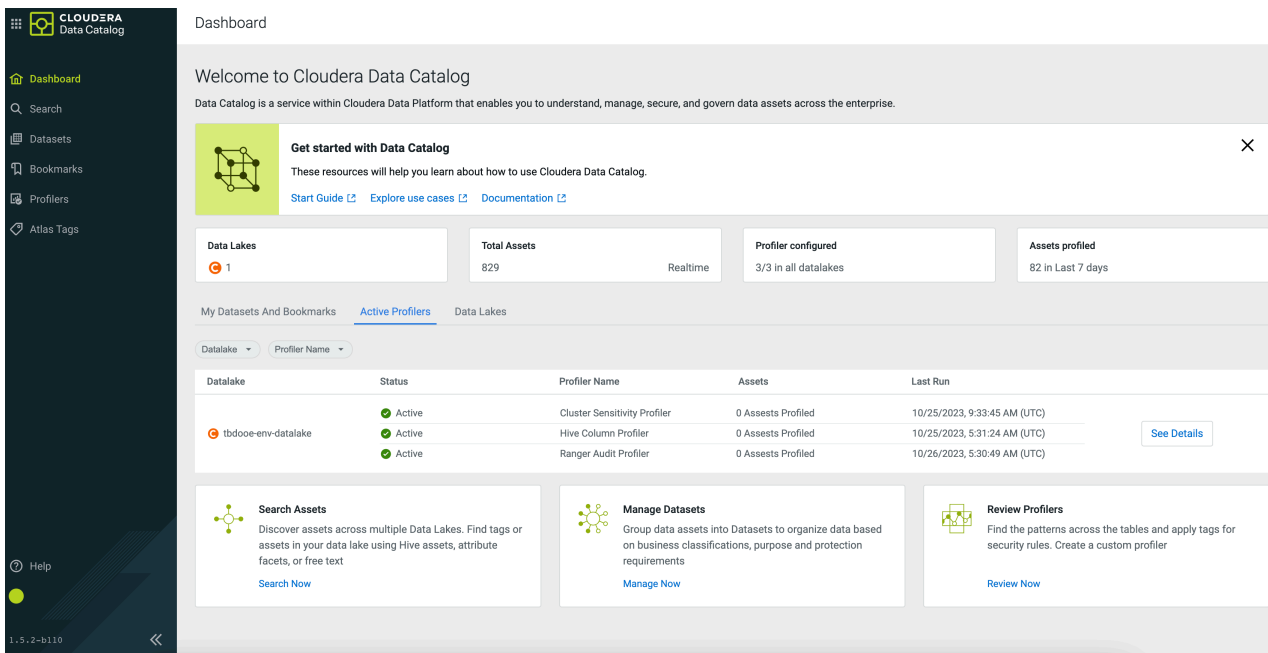 CLOUDERA
Data Catalog
Dashboard
Dashboard
Search
Datasets
Bookmarks
Profilers
Atlas Tags
Help
1.5.2-b110
Welcome to Cloudera Data Catalog
Data Catalog is a service within Cloudera Data Platform that enables you to understand, manage, secure, and govern data assets across the enterprise.
Get started with Data Catalog
These resources will help you learn about how to use Cloudera Data Catalog.
Start Guide Explore use cases Documentation
Data Lakes
1
Total Assets
829 Realtime
Profiler configured
3/3 in all datalakes
Assets profiled
82 in Last 7 days
My Datasets And Bookmarks Active Profilers Data Lakes
Datalake Profiler Name
Datalake Status Profiler Name Assets Last Run
Active Cluster Sensitivity Profiler 0 Assests Profiled 10/25/2023, 9:33:45 AM (UTC)
tbdooe-env-datalake Active Hive Column Profiler 0 Assests Profiled 10/25/2023, 5:31:24 AM (UTC) See Details
Active Ranger Audit Profiler 0 Assests Profiled 10/26/2023, 5:30:49 AM (UTC)
Search Assets
Discover assets across multiple Data Lakes. Find tags or
assets in your data lake using Hive assets, attribute
facets, or free text
Search Now
Manage Datasets
Group data assets into Datasets to organize data based
on business classifications, purpose and protection
requirements
Manage Now
Review Profilers
Find the patterns across the tables and apply tags for
security rules. Create a custom profiler
Review Now